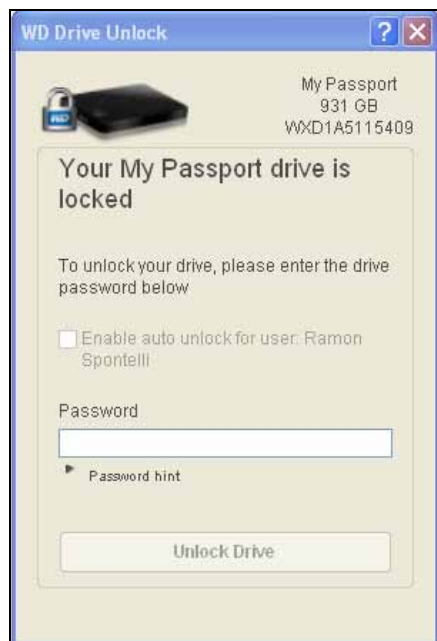 WD Drive Unlock
?
WD
My Passport
931 GB
WXD1A5115409
Your My Passport drive is
locked
To unlock your drive, please enter the drive
password below
Enable auto unlock for user: Ramon
Spontelli
Password
Password hint
Unlock Drive